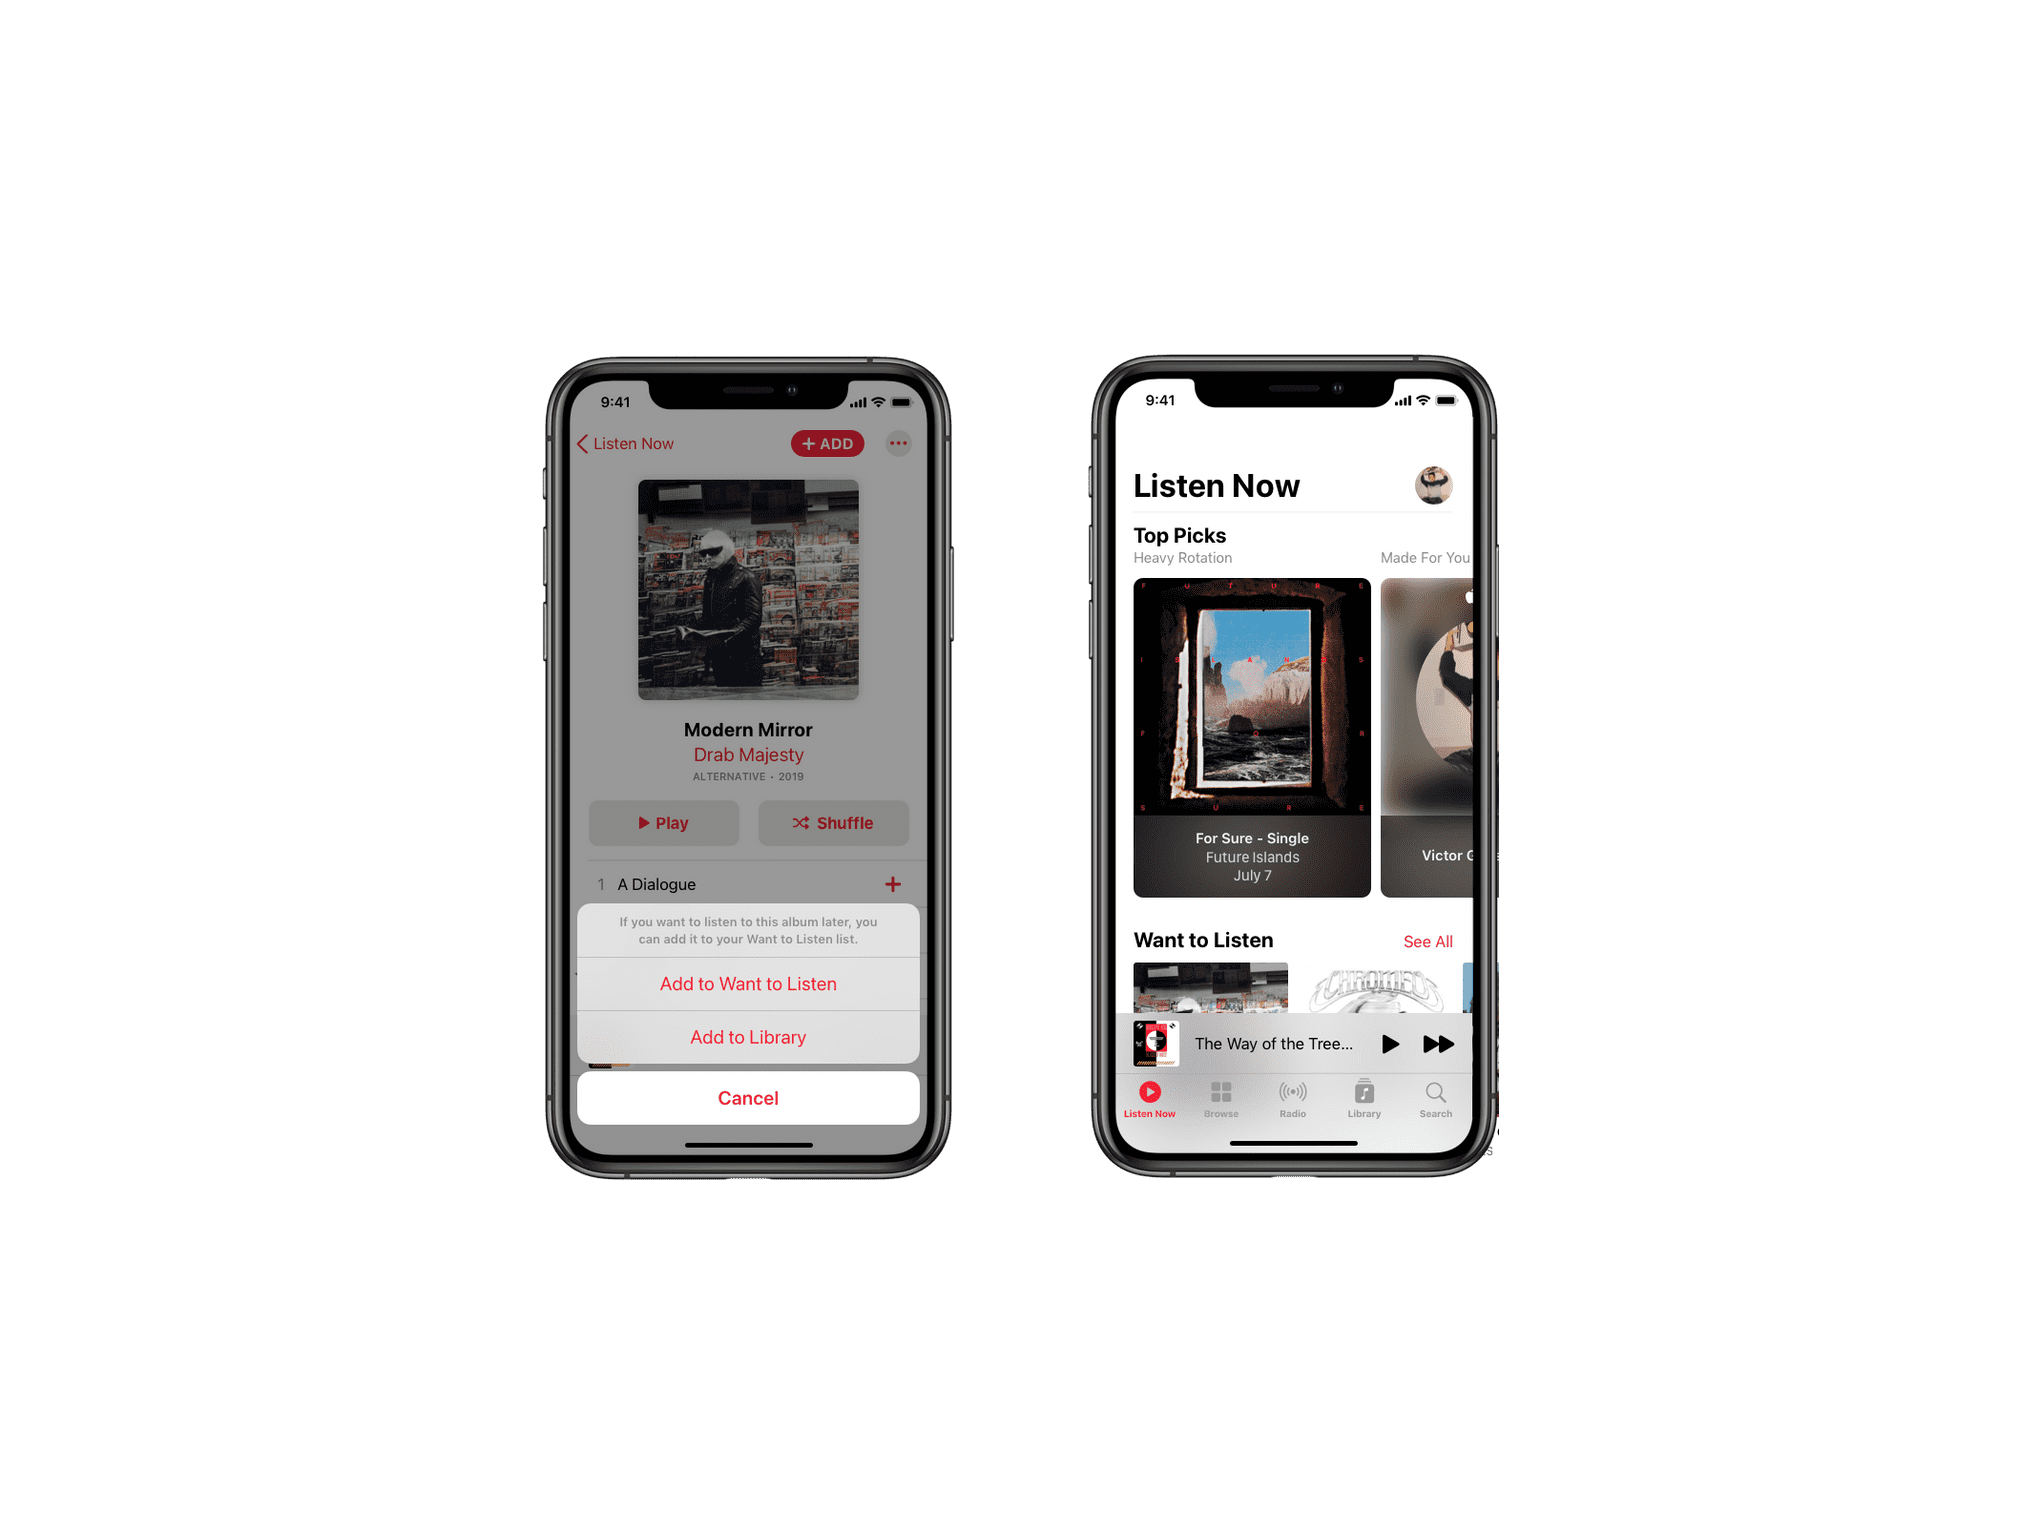 9:41
Listen Now
+ ADD
Modern Mirror
Drab Majesty
ALTERNATIVE • 2019
Play
Shuffle
1 A Dialogue
If you want to listen to this album later, you
can add it to your Want to Listen list.
Add to Want to Listen
Add to Library
Cancel
9:41
Listen Now
Top Picks
Heavy Rotation
Made For You
F U T U R E
I S L A N D S
F O R
S U R E
For Sure - Single
Future Islands
July 7
Victor
Want to Listen
See All
CHROMEO
The Way of the Tree...
Listen Now
Browse
Radio
Library
Search